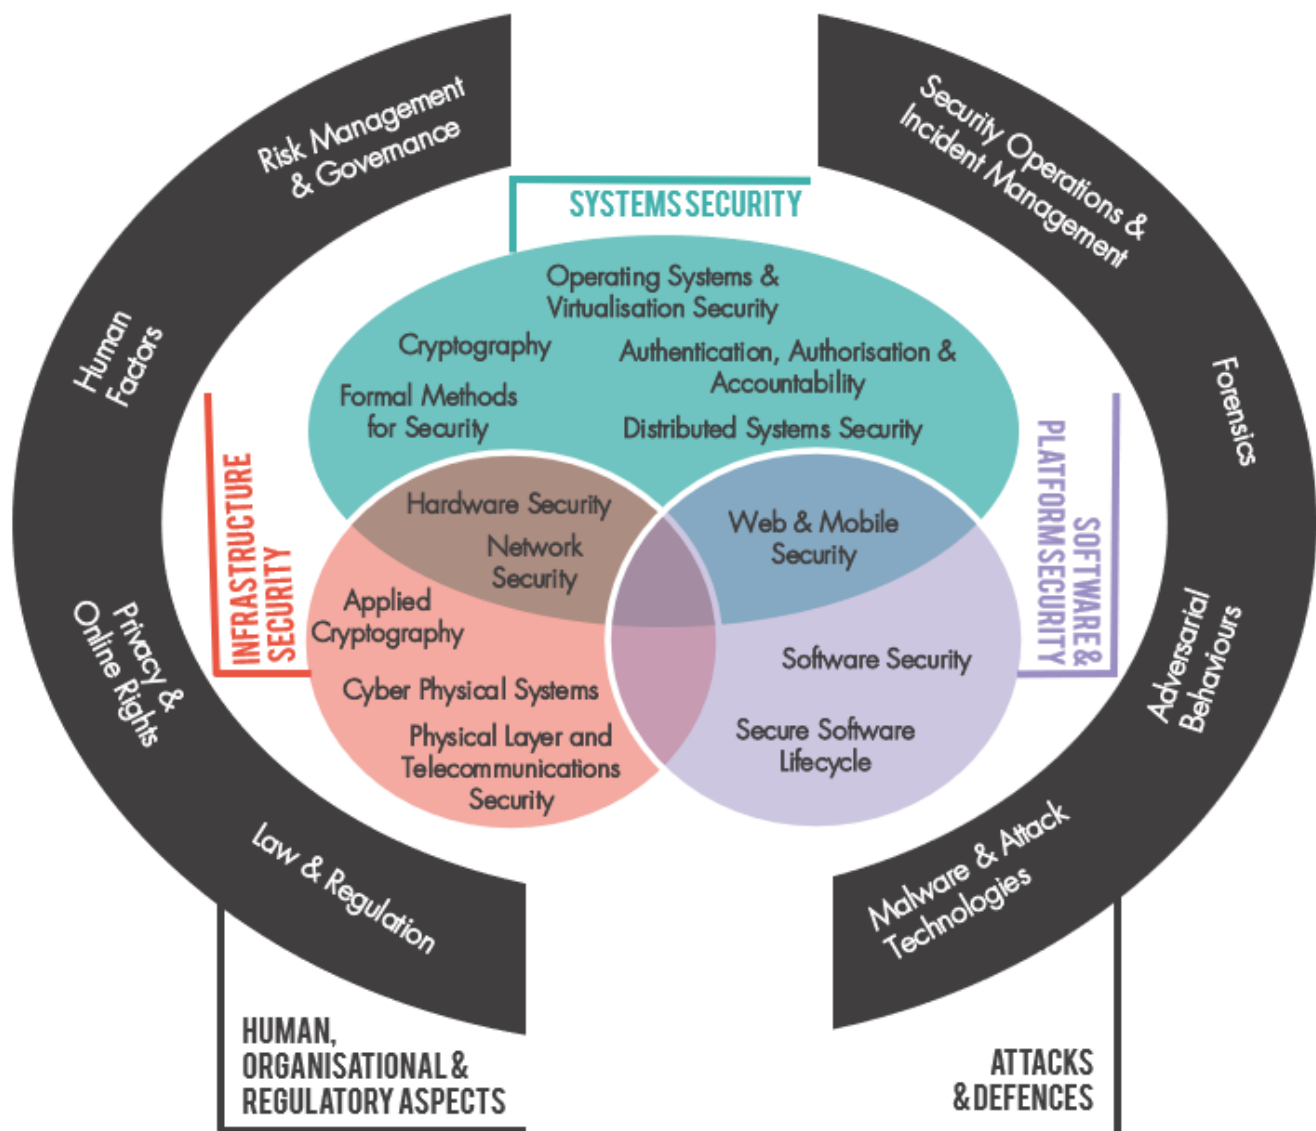 Risk Management
& Governance
Human
Factors
Privacy &
Online Rights
Law & Regulation
HUMAN,
ORGANISATIONAL &
REGULATORY ASPECTS
SYSTEMS SECURITY
Operating Systems &
Virtualisation Security
Cryptography
Authentication, Authorisation &
Accountability
Formal Methods
for Security
Distributed Systems Security
INFRASTRUCTURE
SECURITY
Hardware Security
Network
Security
Applied
Cryptography
Cyber Physical Systems
Physical Layer and
Telecommunications
Security
Web & Mobile
Security
Software Security
Secure Software
Lifecycle
SOFTWARE &
PLATFORM SECURITY
Security Operations &
Incident Management
Forensics
Adversarial
Behaviours
Malware & Attack
Technologies
ATTACKS
& DEFENCES